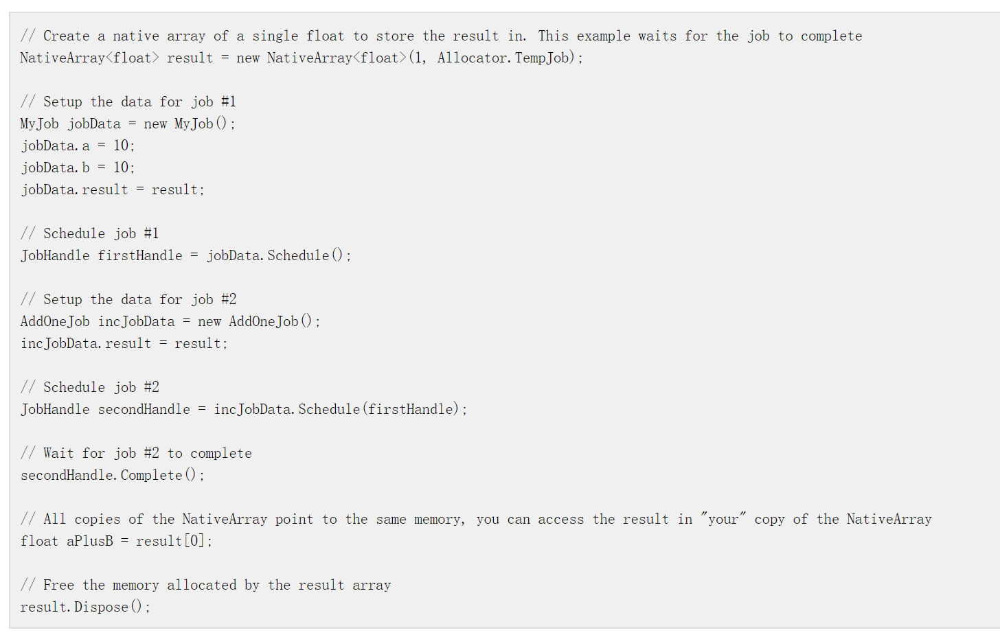 // Create a native array of a single float to store the result in. This example waits for the job to complete
NativeArray<float> result = new NativeArray<float>(1, Allocator.TempJob);
// Setup the data for job #1
MyJob jobData = new MyJob();
jobData.a = 10;
jobData.b = 10;
jobData.result = result;
// Schedule job #1
JobHandle firstHandle = jobData.Schedule();
// Setup the data for job #2
AddOneJob incJobData = new AddOneJob();
incJobData.result = result;
// Schedule job #2
JobHandle secondHandle = incJobData.Schedule(firstHandle);
// Wait for job #2 to complete
secondHandle.Complete();
// All copies of the NativeArray point to the same memory, you can access the result in "your" copy of the NativeArray
float aPlusB = result[0];
// Free the memory allocated by the result array
result.Dispose();